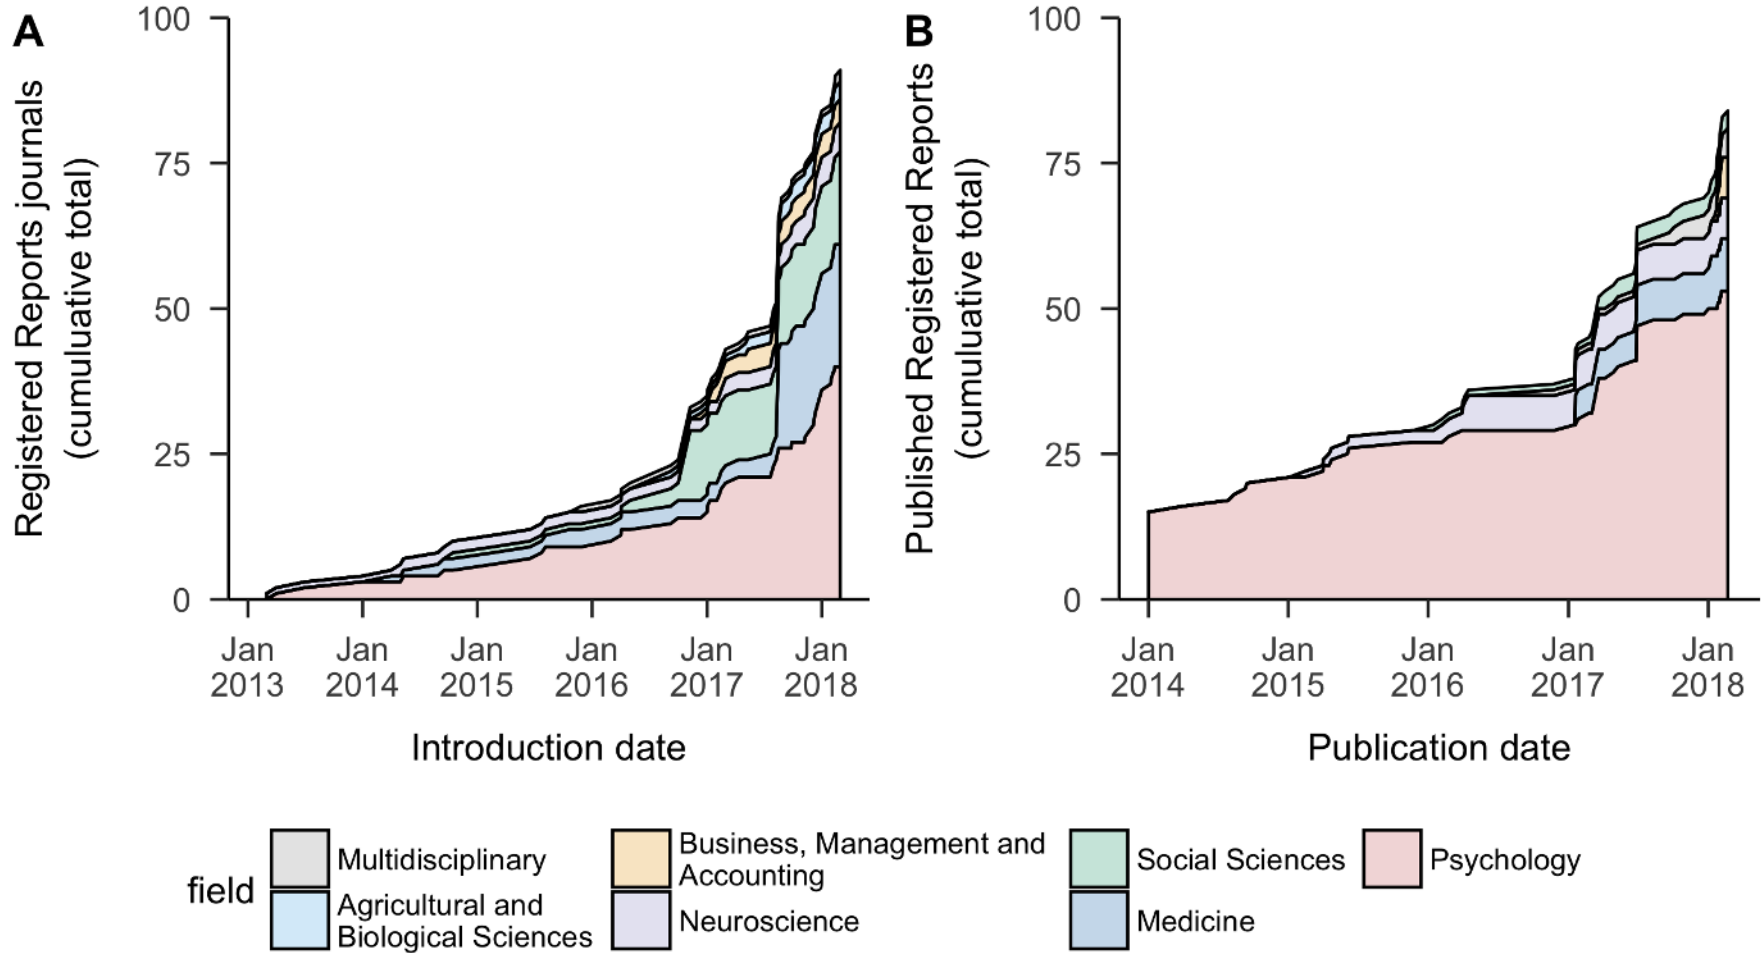 A
Registered Reports journals
(cumuluative total)
100
75
50
25
0
Jan
2013
Jan
2014
Jan
2015
Jan
2016
Jan
2017
Jan
2018
Introduction date
B
Published Registered Reports
(cumuluative total)
100
75
50
25
0
Jan
2014
Jan
2015
Jan
2016
Jan
2017
Jan
2018
Publication date
field
Multidisciplinary
Agricultural and
Biological Sciences
Business, Management and
Accounting
Neuroscience
Social Sciences
Medicine
Psychology